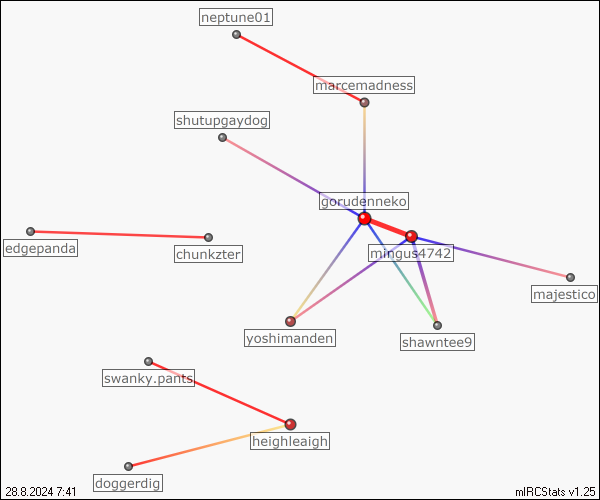 neptune01
marcemadness
shutupgaydog
gorudenneko
edgepanda
chunkzter
mingus4742
majestico
yoshimanden
shawntee9
swanky.pants
heighleaigh
doggerdig
28.8.2024 7:41
mIRCStats v1.25